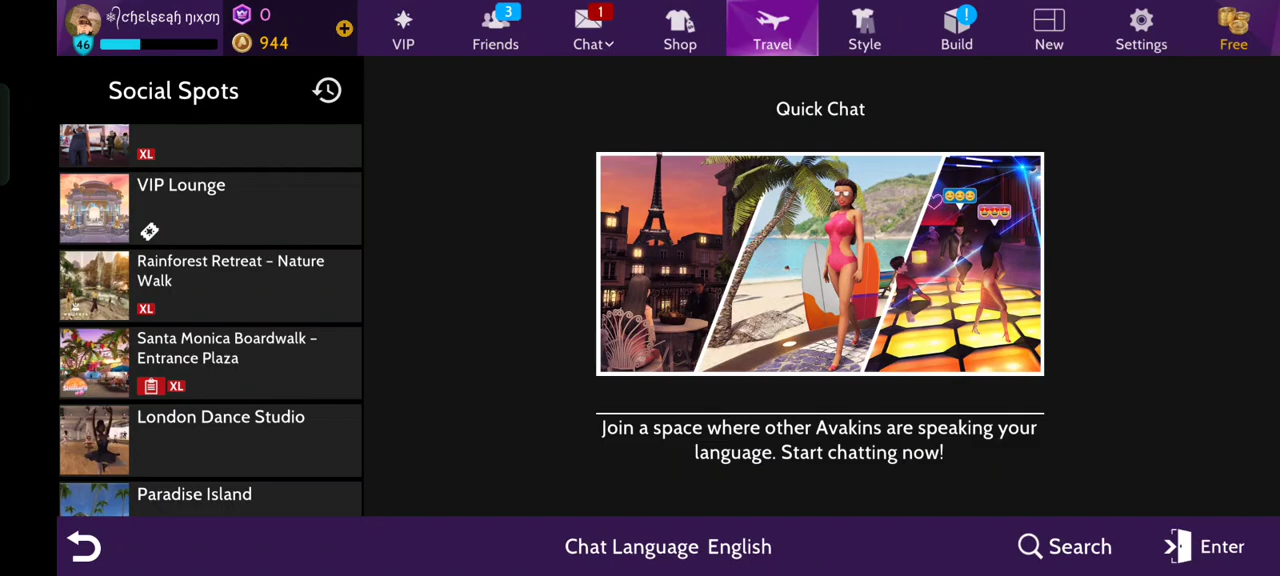 ꪗhelseah nixon
46
0
944
VIP
3
Friends
1
Chat
Shop
Travel
Style
!
Build
New
Settings
Free
Social Spots
XL
VIP Lounge
Rainforest Retreat – Nature
Walk
XL
Santa Monica Boardwalk –
Entrance Plaza
XL
London Dance Studio
Paradise Island
Quick Chat
Join a space where other Avakins are speaking your
language. Start chatting now!
Chat Language English
Search
Enter